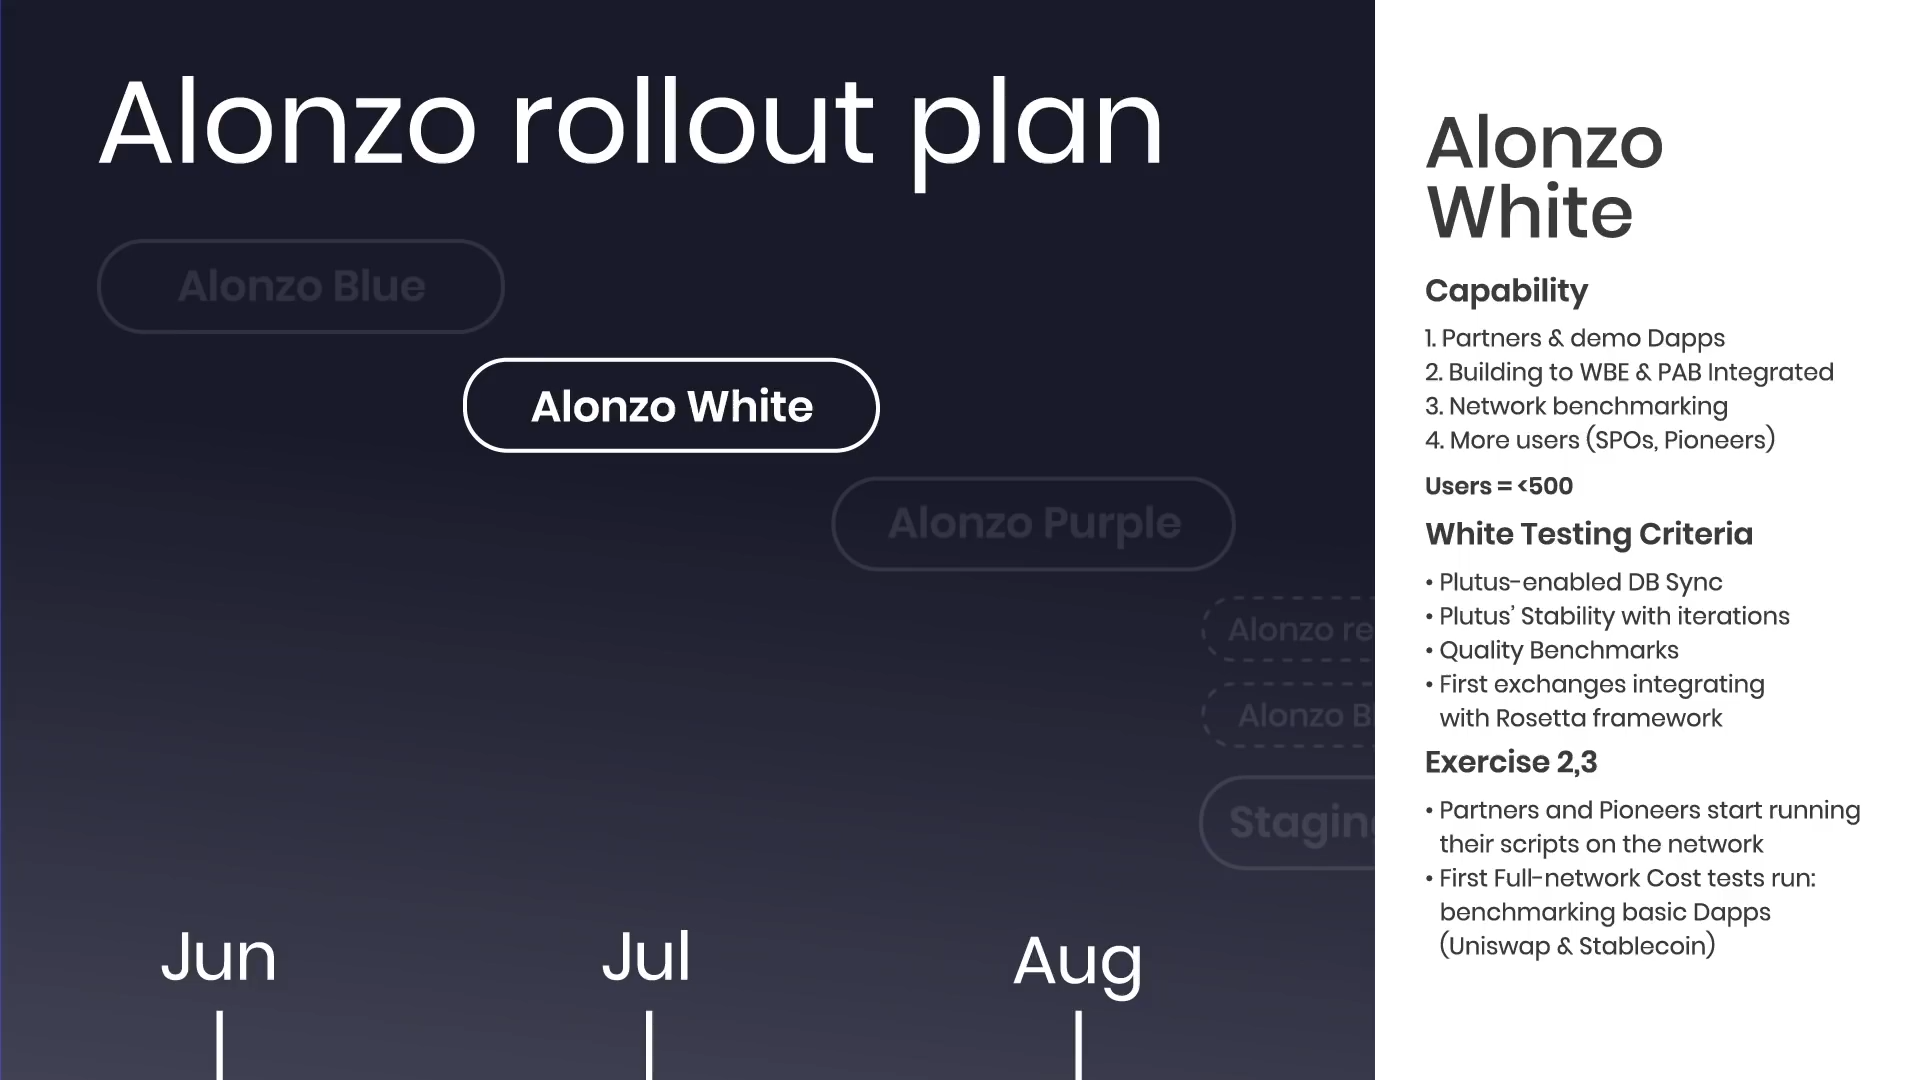 Alonzo rollout plan
Alonzo Blue
Alonzo White
Alonzo Purple
Alonzo
Alonzo
Jun
Jul
Aug
Alonzo
White
Capability
1. Partners & demo Dapps
2. Building to WBE & PAB Integrated
3. Network benchmarking
4. More users (SPOs, Pioneers)
Users = <500
White Testing Criteria
• Plutus-enabled DB Sync
• Plutus’ Stability with iterations
• Quality Benchmarks
• First exchanges integrating
with Rosetta framework
Exercise 2,3
• Partners and Pioneers start running
their scripts on the network
• First Full-network Cost tests run:
benchmarking basic Dapps
(Uniswap & Stablecoin)